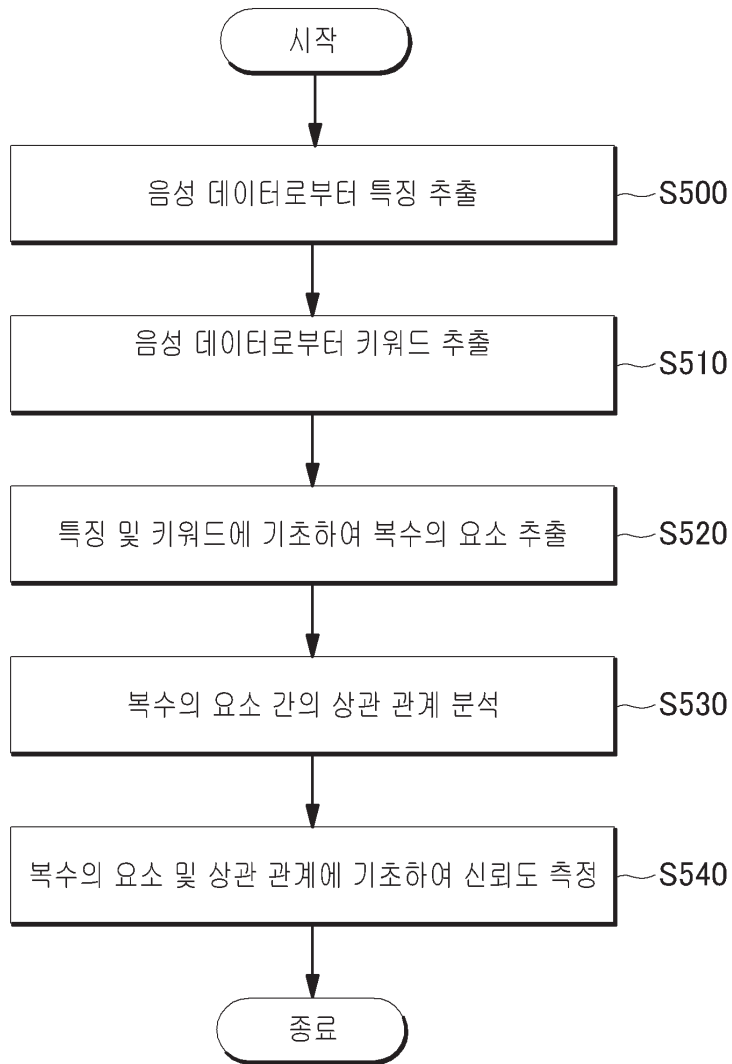 시작
음성 데이터로부터 특징 추출
S500
음성 데이터로부터 키워드 추출
S510
특징 및 키워드에 기초하여 복수의 요소 추출
S520
복수의 요소 간의 상관 관계 분석
S530
복수의 요소 및 상관 관계에 기초하여 신뢰도 측정
S540
종료